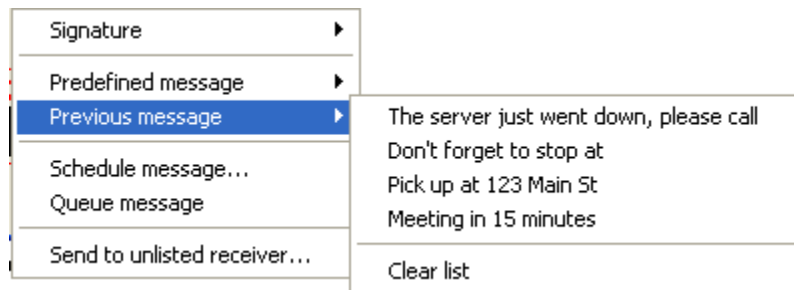 Signature
Predefined message
Previous message
Schedule message...
Queue message
Send to unlisted receiver...
The server just went down, please call
Don't forget to stop at
Pick up at 123 Main St
Meeting in 15 minutes
Clear list